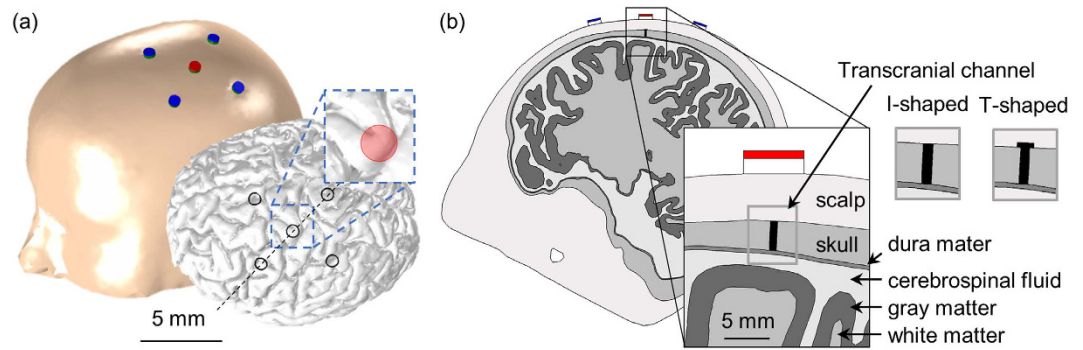 (a)
5 mm
(b)
Transcranial channel
I-shaped T-shaped
scalp
skull
dura mater
cerebrospinal fluid
gray matter
white matter
5 mm